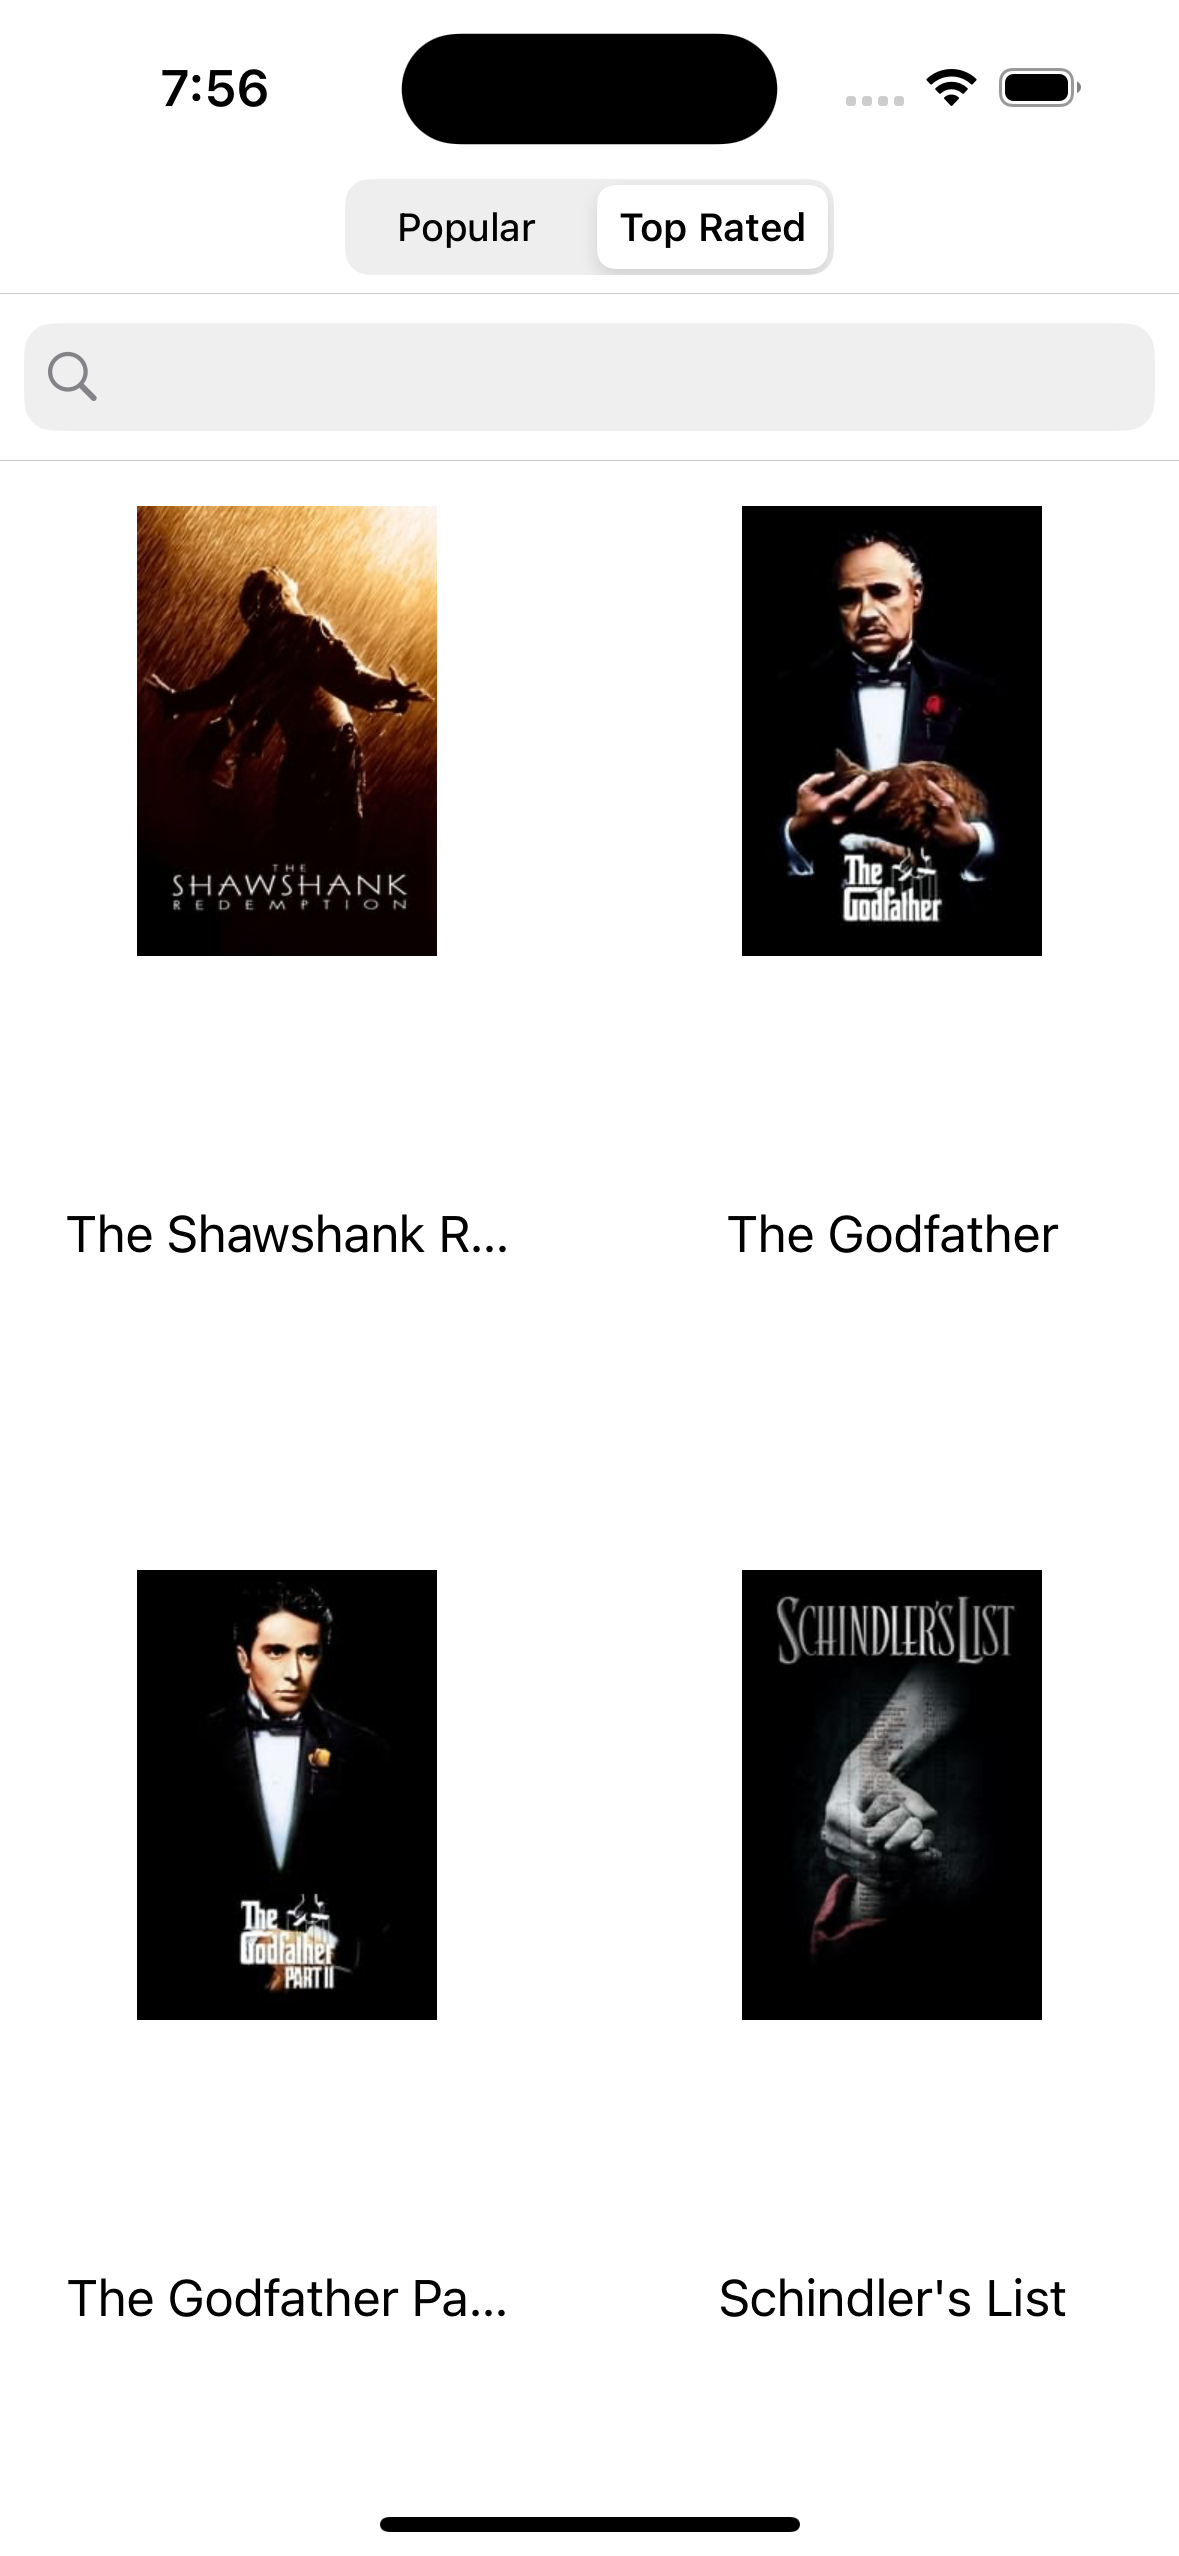 7:56
Popular
Top Rated
THE
SHAWSHANK
REDEMPTION
The
Godfather
The Shawshank R...
The Godfather
The
Godfather
PART II
SCHINDLER'S LIST
The Godfather Pa...
Schindler's List